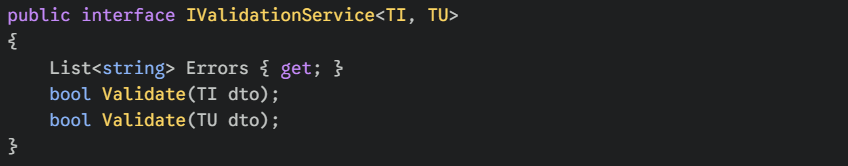 public interface IValidationService<TI, TU>
{
    List<string> Errors { get; }
    bool Validate(TI dto);
    bool Validate(TU dto);
}